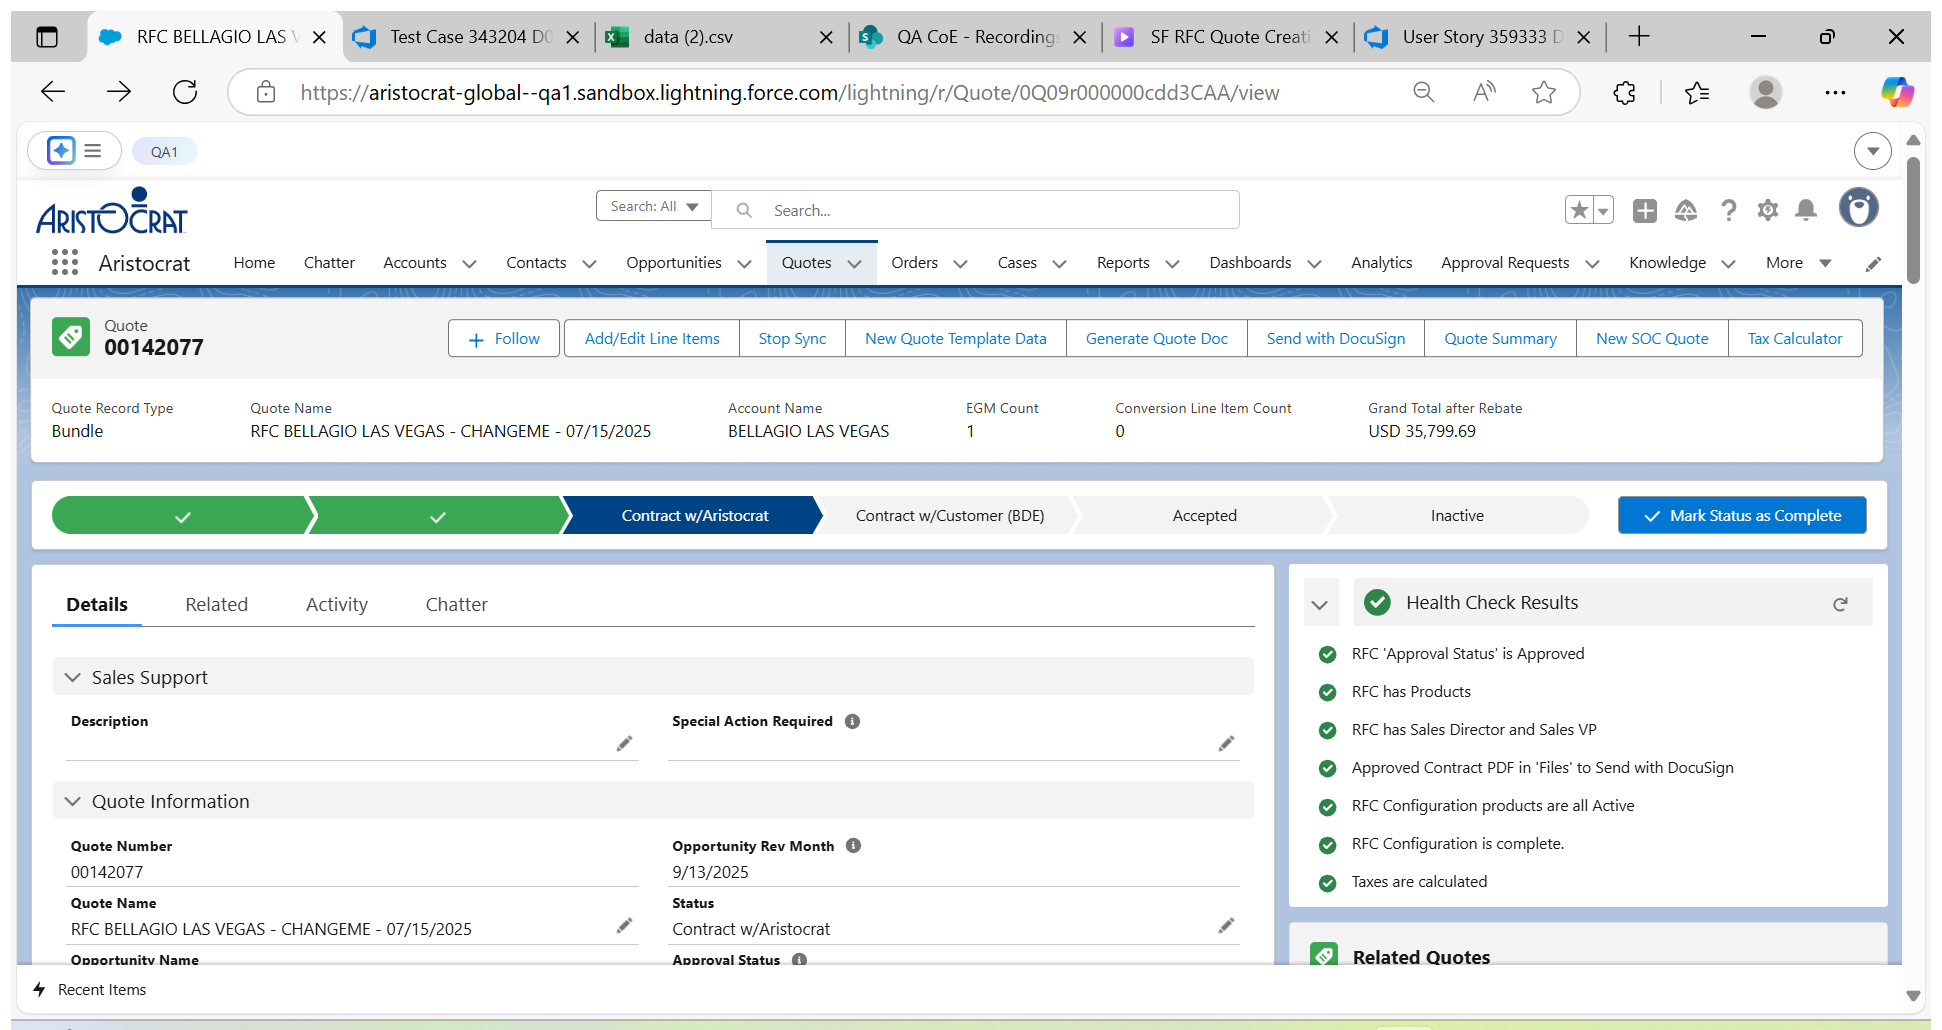 RFC BELLAGIO LAS V
Test Case 343204 D0
data (2).csv
QA CoE - Recordings
SF RFC Quote Creati
User Story 359333 D
https://aristocrat-global--qa1.sandbox.lightning.force.com/lightning/r/Quote/0Q09r000000cdd3CAA/view
QA1
ARISTOCRAT
Search: All
Search...
Aristocrat
Home
Chatter
Accounts
Contacts
Opportunities
Quotes
Orders
Cases
Reports
Dashboards
Analytics
Approval Requests
Knowledge
More
Quote
00142077
Follow
Add/Edit Line Items
Stop Sync
New Quote Template Data
Generate Quote Doc
Send with DocuSign
Quote Summary
New SOC Quote
Tax Calculator
Quote Record Type
Bundle
Quote Name
RFC BELLAGIO LAS VEGAS - CHANGEME - 07/15/2025
Account Name
BELLAGIO LAS VEGAS
EGM Count
1
Conversion Line Item Count
0
Grand Total after Rebate
USD 35,799.69
Contract w/Aristocrat
Contract w/Customer (BDE)
Accepted
Inactive
Mark Status as Complete
Details
Related
Activity
Chatter
Sales Support
Description
Special Action Required
Quote Information
Quote Number
00142077
Opportunity Rev Month
9/13/2025
Quote Name
RFC BELLAGIO LAS VEGAS - CHANGEME - 07/15/2025
Status
Contract w/Aristocrat
Opportunity Name
Approval Status
Health Check Results
RFC 'Approval Status' is Approved
RFC has Products
RFC has Sales Director and Sales VP
Approved Contract PDF in 'Files' to Send with DocuSign
RFC Configuration products are all Active
RFC Configuration is complete.
Taxes are calculated
Related Quotes
Recent Items